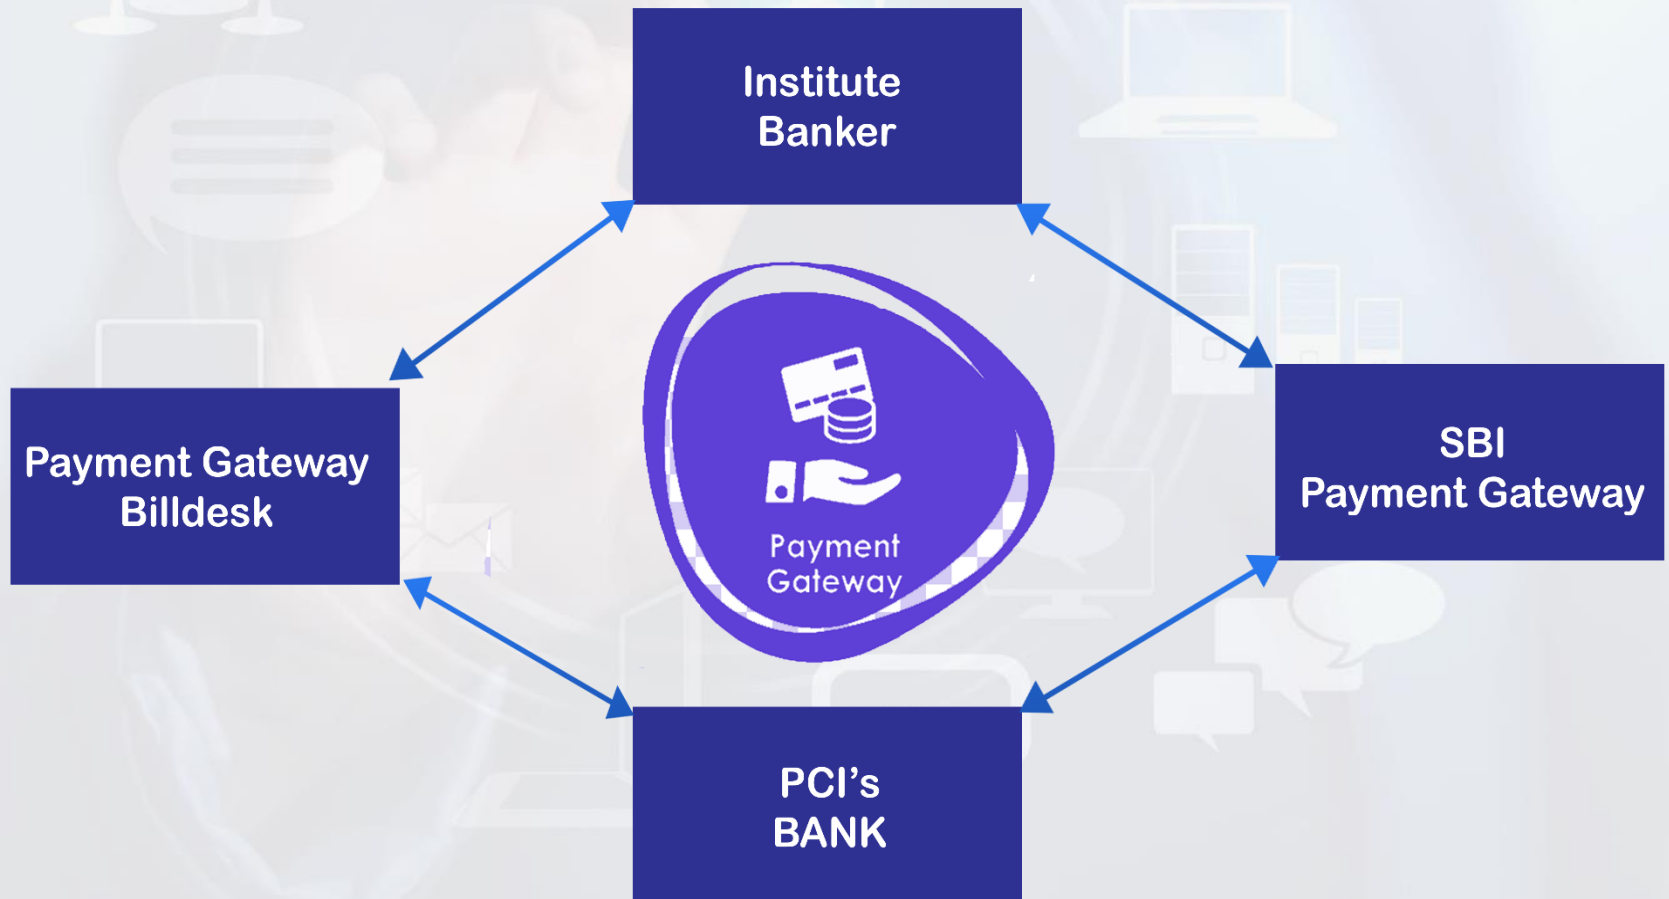 Institute
Banker
Payment Gateway
Billdesk
Payment
Gateway
SBI
Payment Gateway
PCI’s
BANK